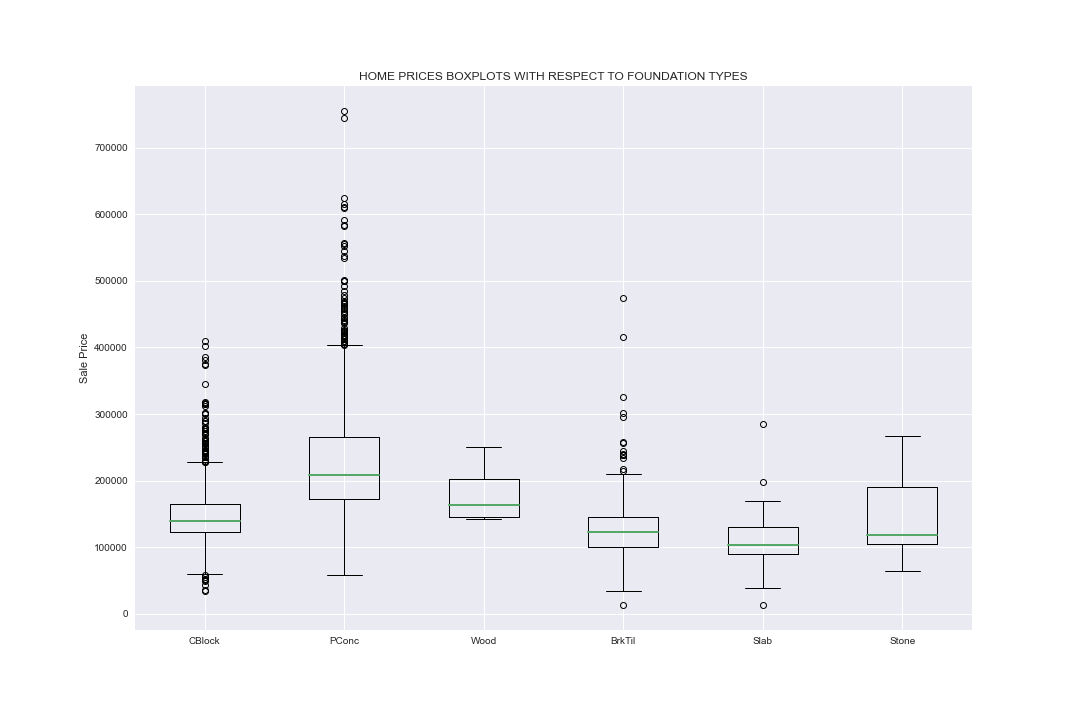 HOME PRICES BOXPLOTS WITH RESPECT TO FOUNDATION TYPES
Sale Price
700000
600000
500000
400000
300000
200000
100000
0
CBlock PConc Wood BrkTil Slab Stone